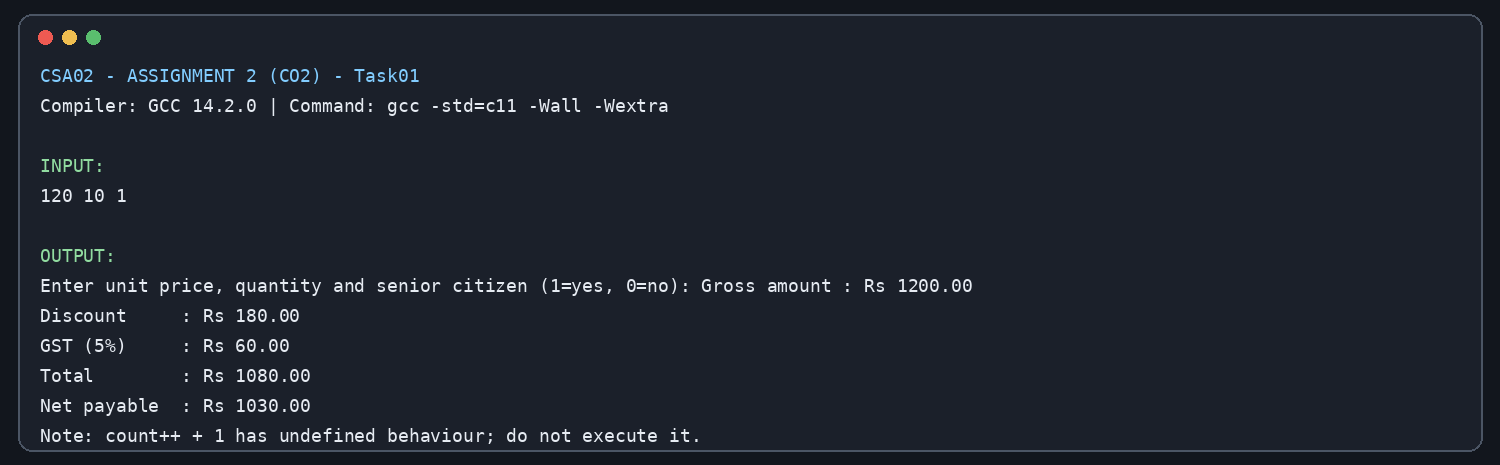 CSA02 - ASSIGNMENT 2 (CO2) - Task01
Compiler: GCC 14.2.0 | Command: gcc -std=c11 -Wall -Wextra
INPUT:
120 10 1
OUTPUT:
Enter unit price, quantity and senior citizen (1=yes, 0=no): Gross amount : Rs 1200.00
Discount     : Rs 180.00
GST (5%)     : Rs 60.00
Total        : Rs 1080.00
Net payable  : Rs 1030.00
Note: count++ + 1 has undefined behaviour; do not execute it.